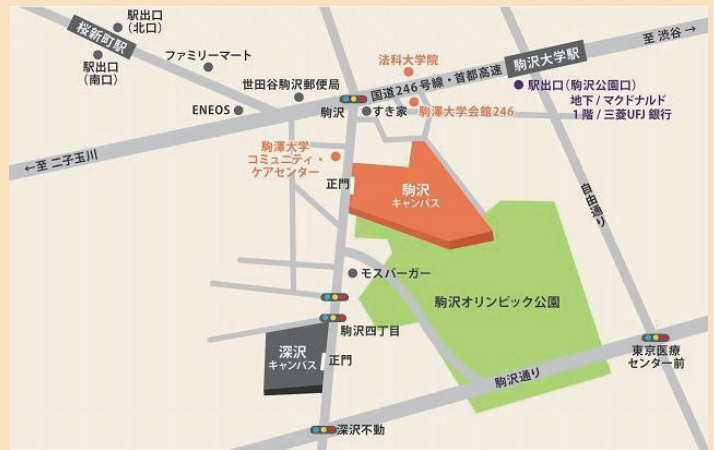 駅出口
（北口）
桜新町駅
駅出口
（南口）
ファミリーマート
世田谷駒沢郵便局
ENEOS
駒沢
国道246号線・首都高速
法科大学院
駒沢大学駅
至 渋谷→
駅出口（駒沢公園口）
地下/マクドナルド
1階/三菱UFJ 銀行
すき家
駒澤大学会館246
←至 二子玉川
駒澤大学
コミュニティ・
ケアセンター
正門
駒沢
キャンパス
自由通り
モスバーガー
駒沢オリンピック公園
駒沢四丁目
深沢
キャンパス
正門
駒沢通り
東京医療
センター前
深沢不動